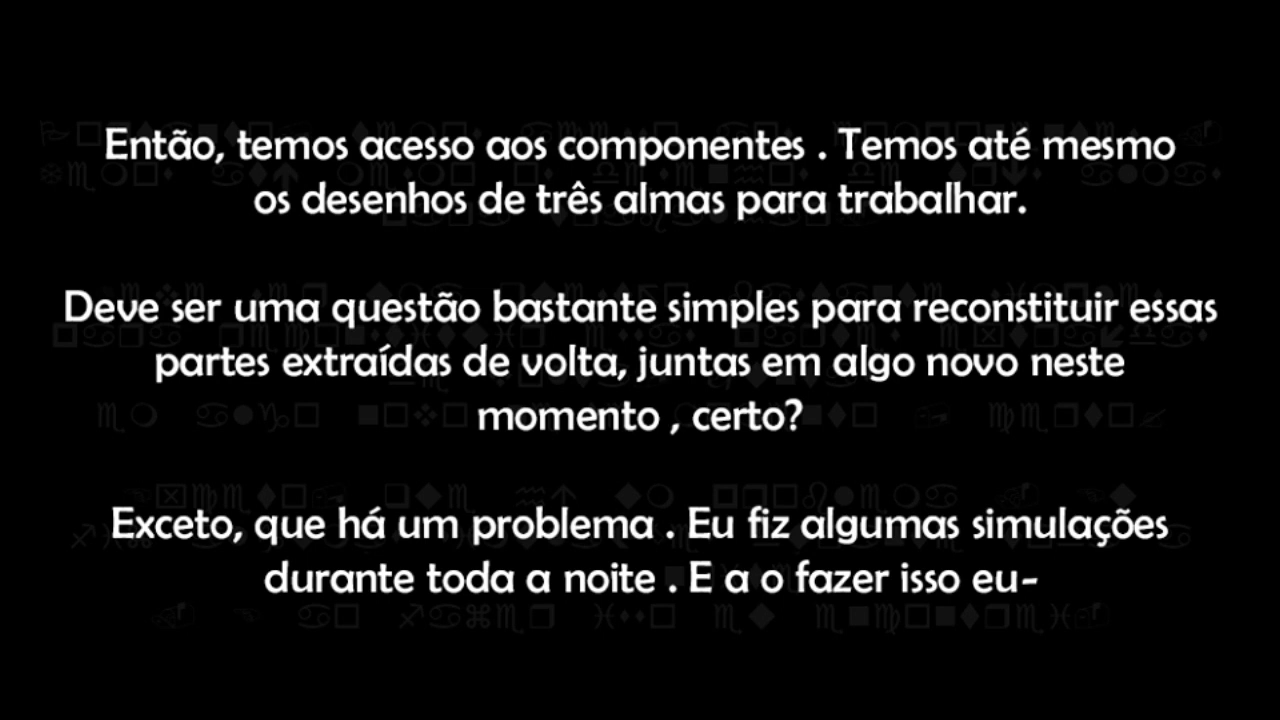 Então, temos acesso aos componentes . Temos até mesmo
os desenhos de três almas para trabalhar.
Deve ser uma questão bastante simples para reconstituir essas
partes extraídas de volta, juntas em algo novo neste
momento , certo?
Exceto, que há um problema . Eu fiz algumas simulações
durante toda a noite . E a o fazer isso eu-